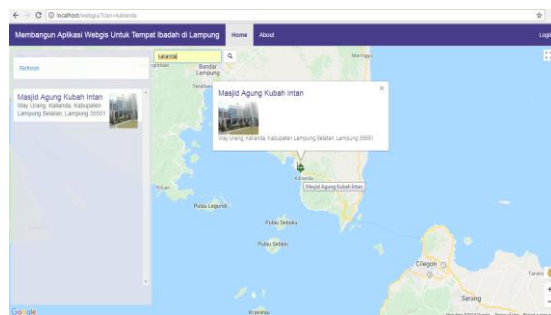 localhost/webgis/?cari=kalianda
Membangun Aplikasi Webgis Untuk Tempat Ibadah di Lampung
Home
About
Login
Refresh
kalianda
Bandar
Lampung
Masjid Agung Kubah Intan
Way Urang, Kalianda, Kabupaten
Lampung Selatan, Lampung 35551
Masjid Agung Kubah Intan
Way Urang, Kalianda, Kabupaten Lampung Selatan, Lampung 35551
Kalianda
Masjid Agung Kubah Intan
Pulau Legundi
Pulau Sebuku
Pulau Sebesi
Cilegon
Serang
Krakatau
Google